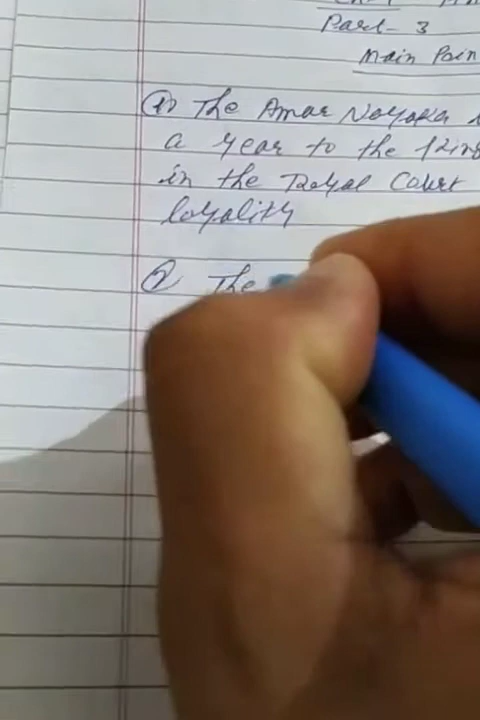 Part - 3
Main Poin
① The Amar Nayaka
a year to the King
in the Royal Court
loyality
② The